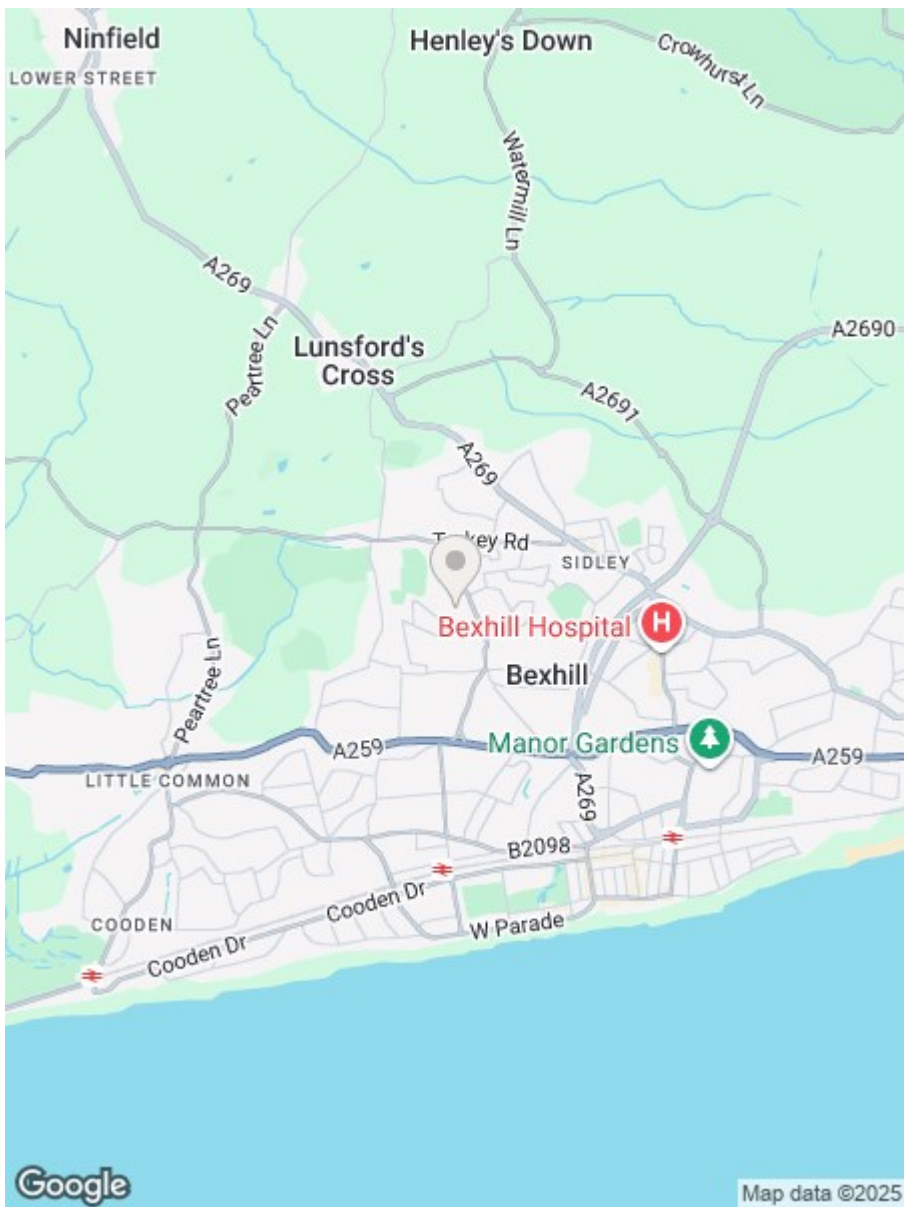 Ninfield
LOWER STREET
Henley's Down
Crowhurst Ln
Watermill Ln
A269
A2690
Peartree Ln
Lunsford's
Cross
A2691
A269
Turkey Rd
SIDLEY
Bexhill Hospital
H
Bexhill
Peartree Ln
Manor Gardens
A259
A259
LITTLE COMMON
A269
B2098
Cooden Dr
COODEN
W Parade
Cooden Dr
Google
Map data ©2025